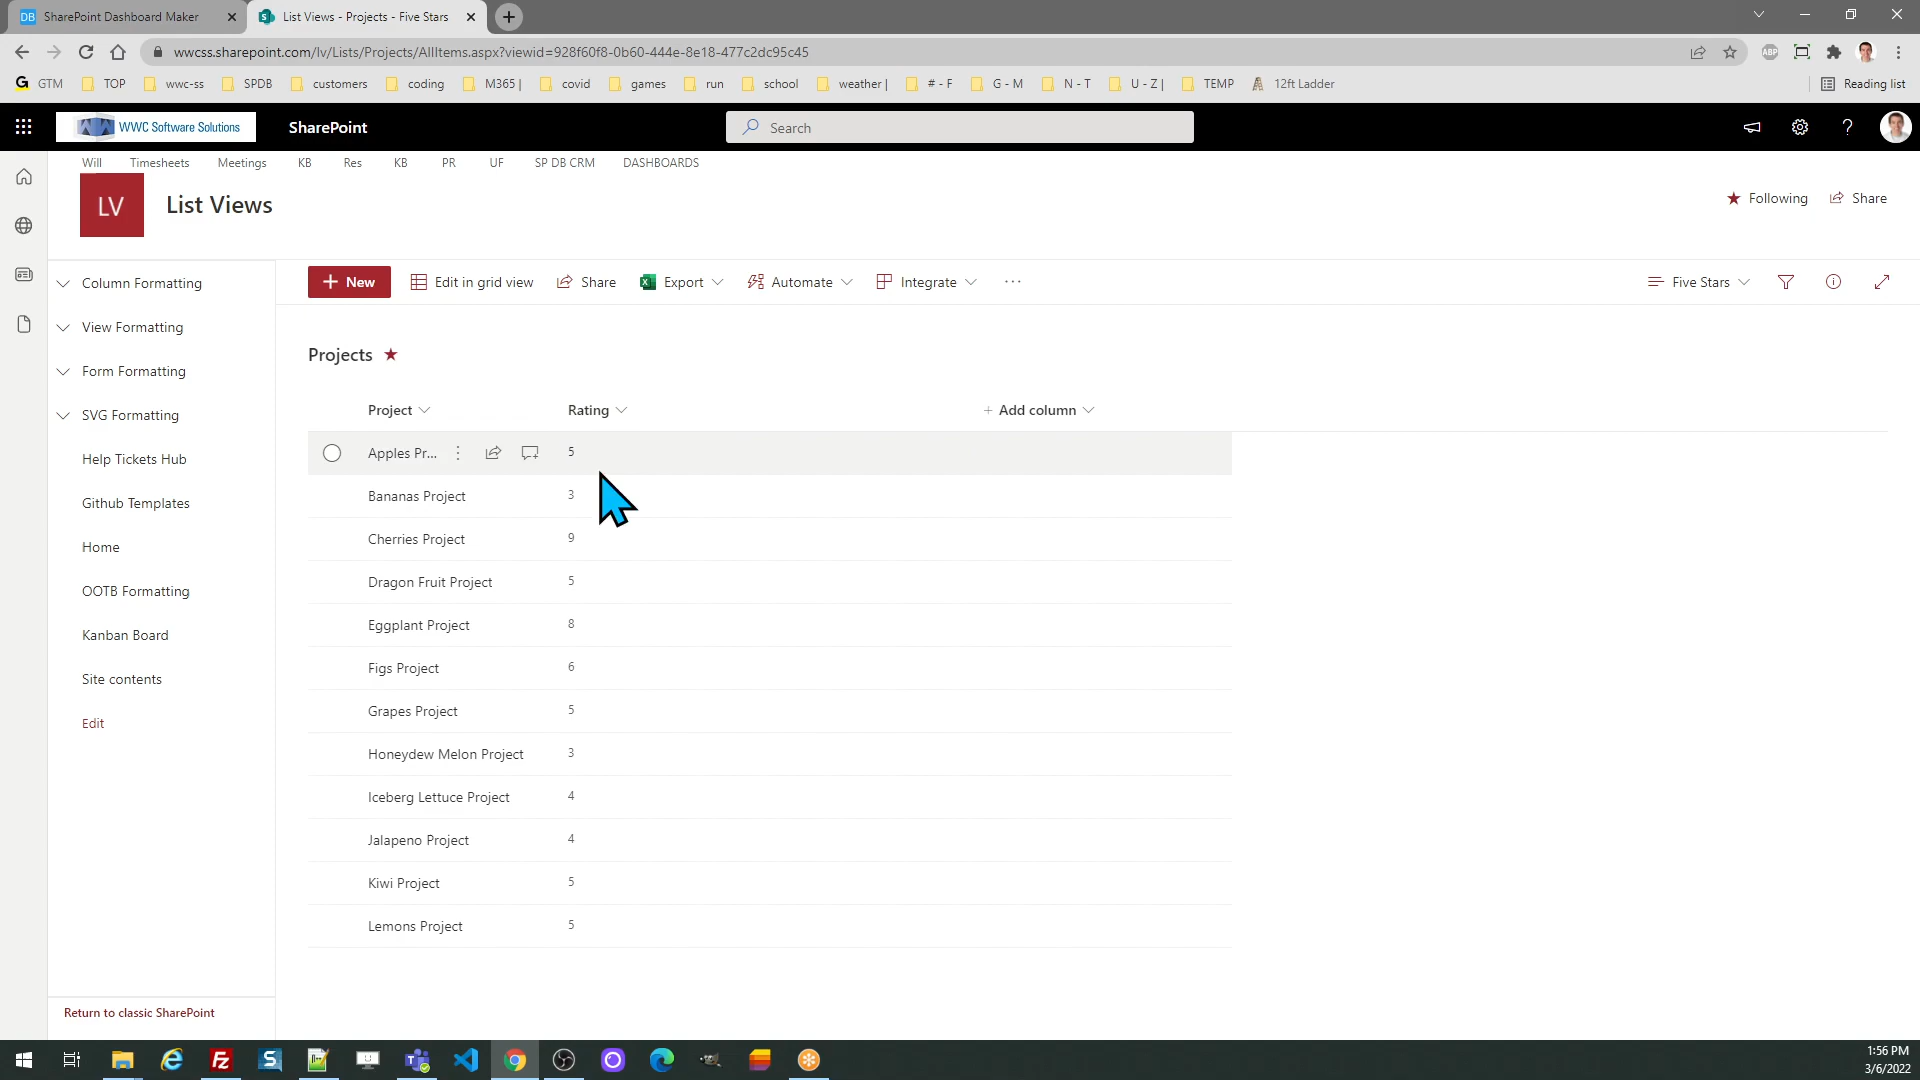 DB SharePoint Dashboard Maker
S List Views - Projects - Five Stars
wwcss.sharepoint.com/lv/Lists/Projects/AllItems.aspx?viewid=928f60f8-0b60-444e-8e18-477c2dc95c45
ABP
G GTM TOP wwc-ss SPDB customers coding M365 | covid games run school weather | # - F G - M N - T U - Z | TEMP 12ft Ladder Reading list
WWC Software Solutions SharePoint Search ?
Will Timesheets Meetings KB Res KB PR UF SP DB CRM DASHBOARDS
LV List Views
Following Share
Column Formatting
View Formatting
Form Formatting
SVG Formatting
Help Tickets Hub
Github Templates
Home
OOTB Formatting
Kanban Board
Site contents
Edit
Return to classic SharePoint
+ New Edit in grid view Share Export Automate Integrate ··· Five Stars
Projects ★
Project Rating + Add column
Apples Pr... 5
Bananas Project 3
Cherries Project 9
Dragon Fruit Project 5
Eggplant Project 8
Figs Project 6
Grapes Project 5
Honeydew Melon Project 3
Iceberg Lettuce Project 4
Jalapeno Project 4
Kiwi Project 5
Lemons Project 5
1:56 PM
3/6/2022